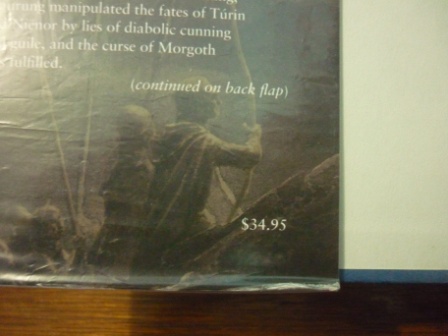 manipulated the fates of Túrin
Nienor by lies of diabolic cunning
guile, and the curse of Morgoth
fulfilled.
(continued on back flap)
$34.95